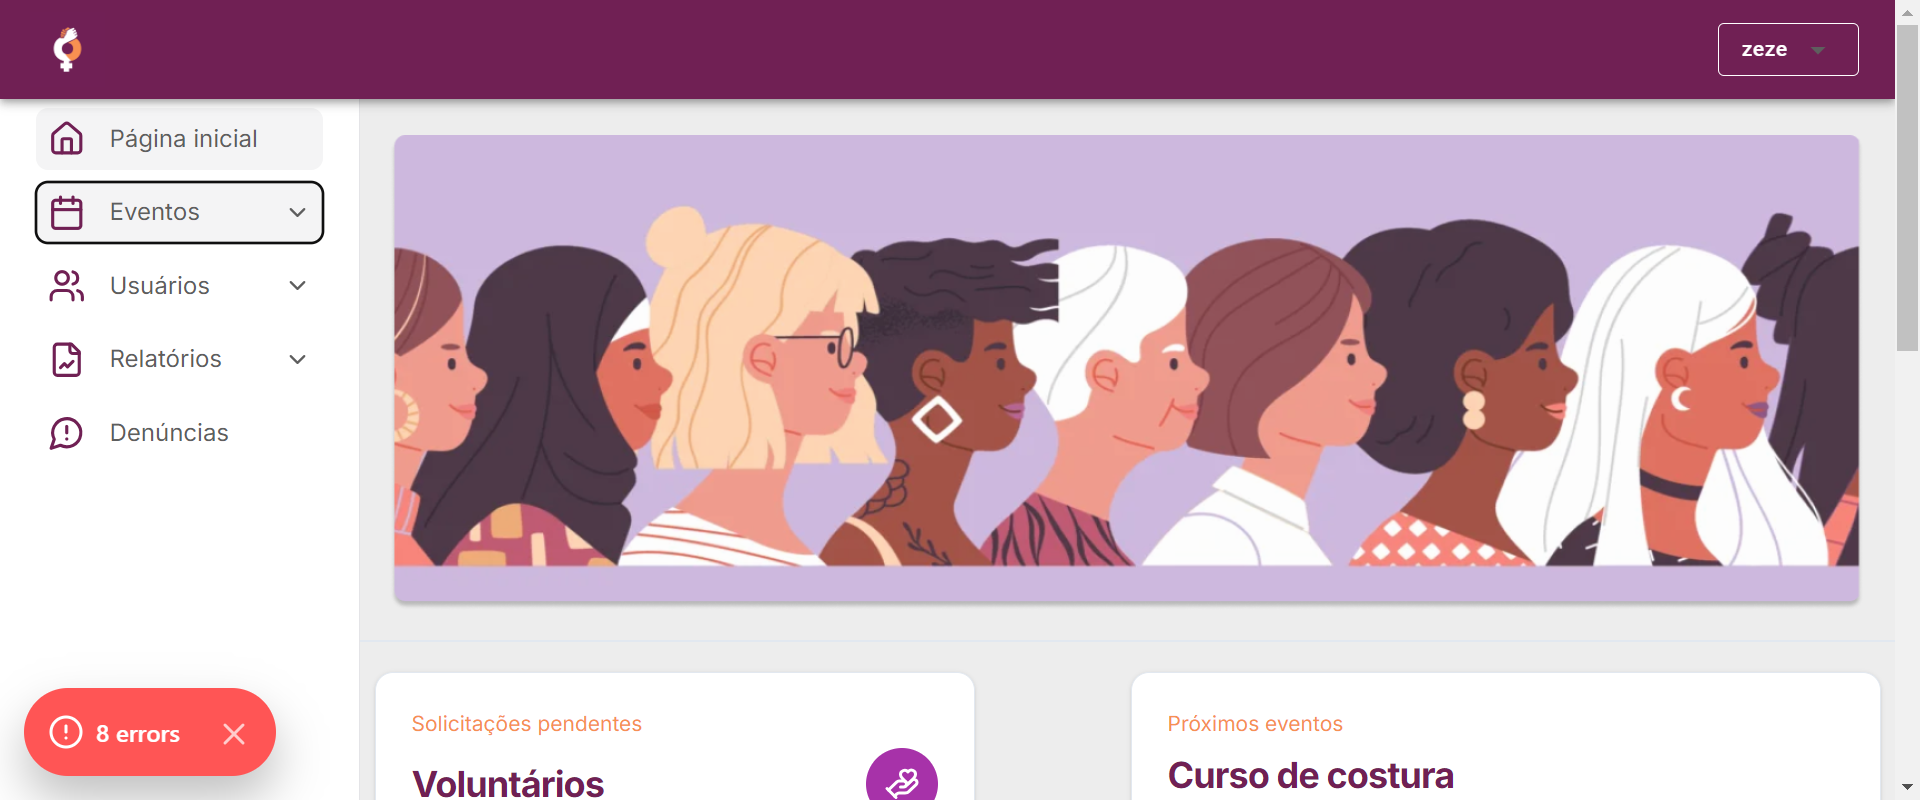 zeze
Página inicial
Eventos
Usuários
Relatórios
Denúncias
8 errors
Solicitações pendentes
Voluntários
Próximos eventos
Curso de costura